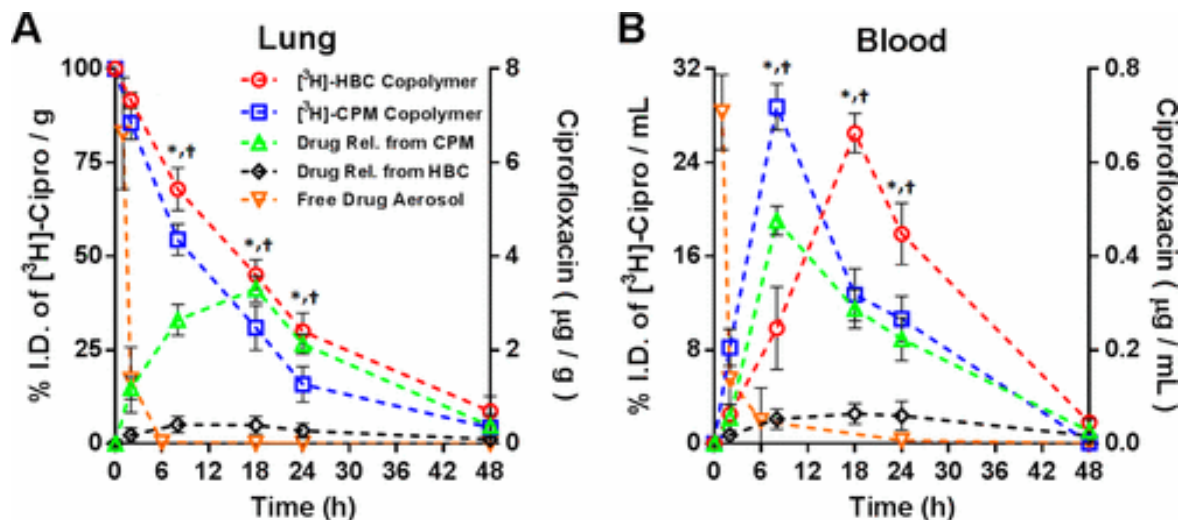 A
Lung
% I.D. of [³H]-Cipro / g
100
75
50
25
0
[³H]-HBC Copolymer
[³H]-CPM Copolymer
Drug Rel. from CPM
Drug Rel. from HBC
Free Drug Aerosol
*,†
*,†
*,†
8
6
4
2
0
Ciprofloxacin ( µg / g )
0 6 12 18 24 30 36 42 48
Time (h)
B
Blood
% I.D. of [³H]-Cipro / mL
32
24
16
8
0
*,†
*,†
*,†
0.8
0.6
0.4
0.2
0.0
Ciprofloxacin ( µg / mL )
0 6 12 18 24 30 36 42 48
Time (h)